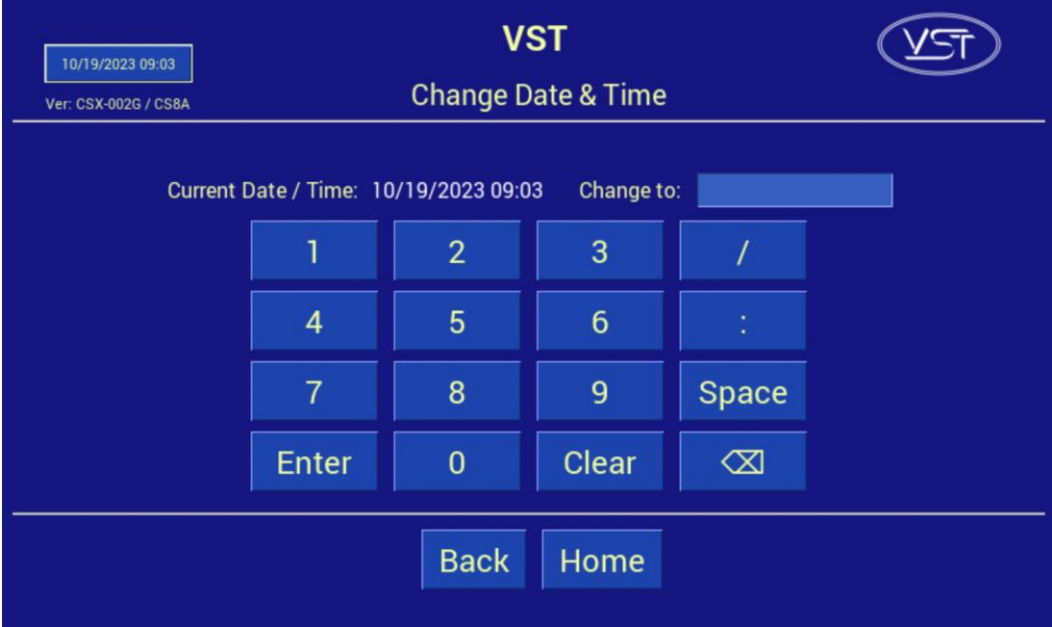 VST
10/19/2023 09:03
VST
Ver: CSX-002G / CS8A
Change Date & Time
Current Date / Time: 10/19/2023 09:03 Change to:
1 2 3 /
4 5 6 :
7 8 9 Space
Enter 0 Clear ⌫
Back Home